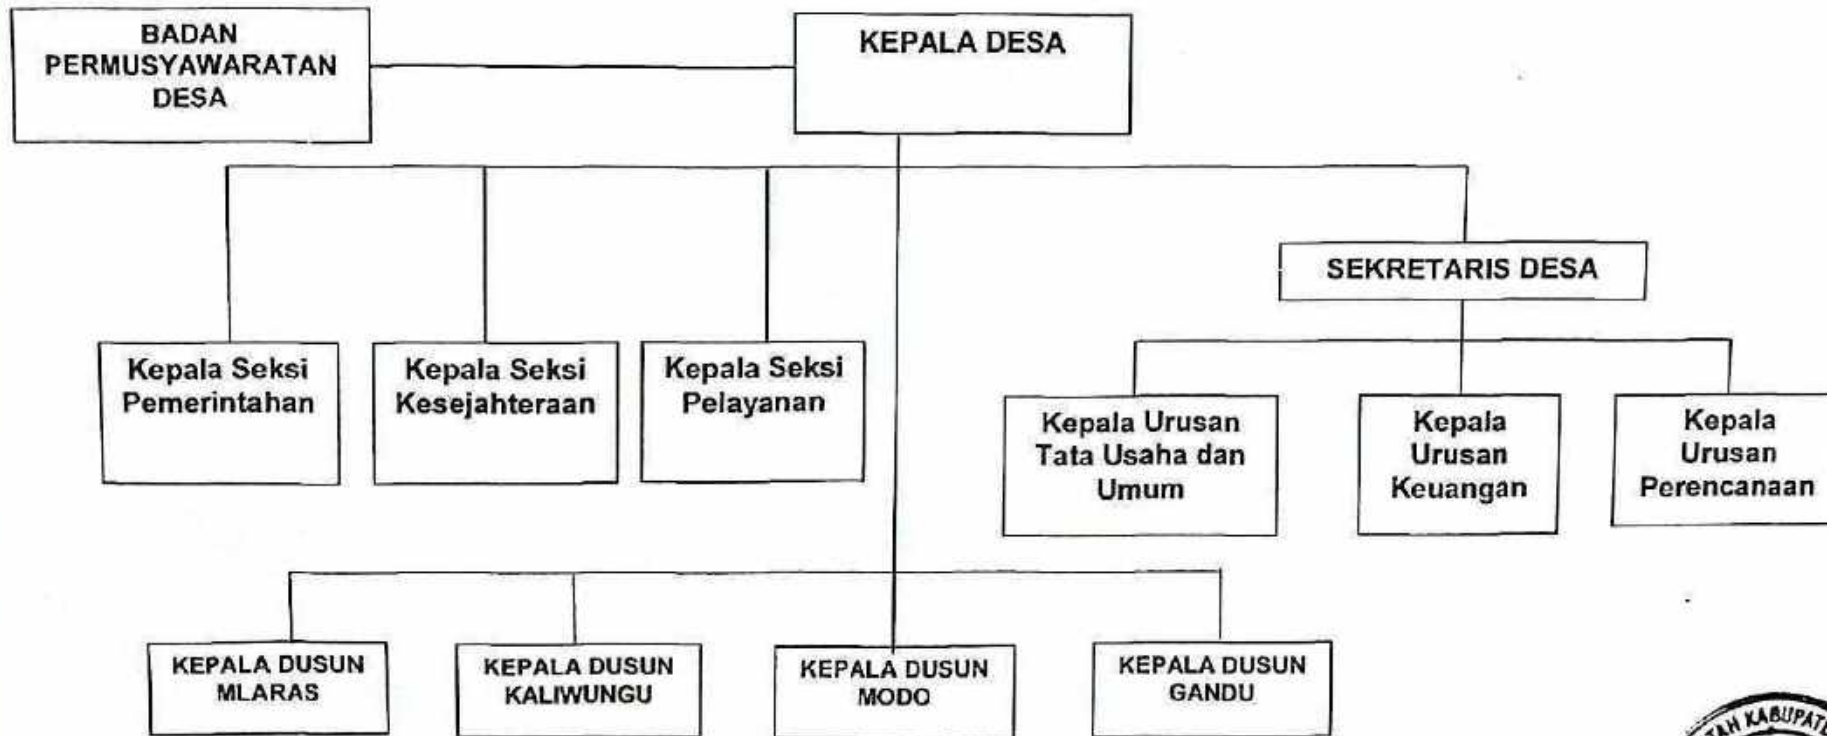 BADAN
PERMUSYAWARATAN
DESA
KEPALA DESA
SEKRETARIS DESA
Kepala Seksi
Pemerintahan
Kepala Seksi
Kesejahteraan
Kepala Seksi
Pelayanan
Kepala Urusan
Tata Usaha dan
Umum
Kepala
Urusan
Keuangan
Kepala
Urusan
Perencanaan
KEPALA DUSUN
MLARAS
KEPALA DUSUN
KALIWUNGU
KEPALA DUSUN
MODO
KEPALA DUSUN
GANDU